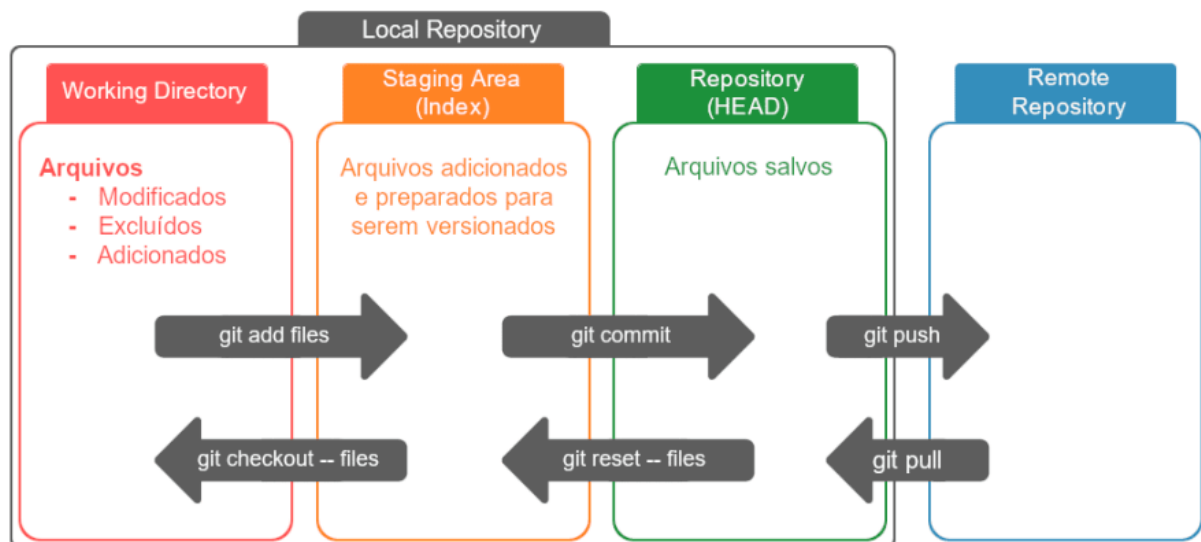 Local Repository
Working Directory
Staging Area
(Index)
Repository
(HEAD)
Remote
Repository
Arquivos
- Modificados
- Excluídos
- Adicionados
Arquivos adicionados
e preparados para
serem versionados
Arquivos salvos
git add files
git commit
git push
git checkout -- files
git reset -- files
git pull